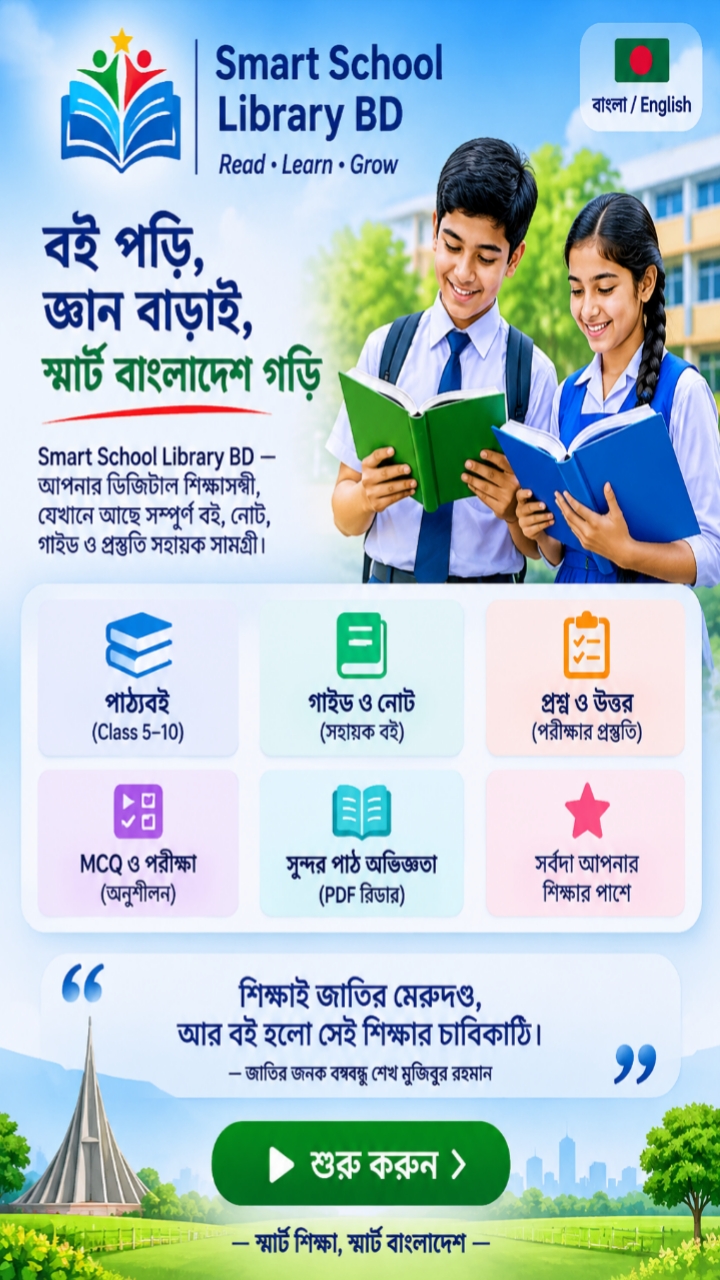 Smart School
Library BD
Read • Learn • Grow
বাংলা / English
বই পড়ি,
জ্ঞান বাড়াই,
স্মার্ট বাংলাদেশ গড়ি
Smart School Library BD —
আপনার ডিজিটাল শিক্ষাসঙ্গী,
যেখানে আছে সম্পূর্ণ বই, নোট,
গাইড ও প্রস্তুতি সহায়ক সামগ্রী।
পাঠ্যবই
(Class 5–10)
গাইড ও নোট
(সহায়ক বই)
প্রশ্ন ও উত্তর
(পরীক্ষার প্রস্তুতি)
MCQ ও পরীক্ষা
(অনুশীলন)
সুন্দর পাঠ অভিজ্ঞতা
(PDF রিডার)
সর্বদা আপনার
শিক্ষার পাশে
“ শিক্ষাই জাতির মেরুদণ্ড,
আর বই হলো সেই শিক্ষার চাবিকাঠি। ”
– জাতির জনক বঙ্গবন্ধু শেখ মুজিবুর রহমান
শুরু করুন
— স্মার্ট শিক্ষা, স্মার্ট বাংলাদেশ —